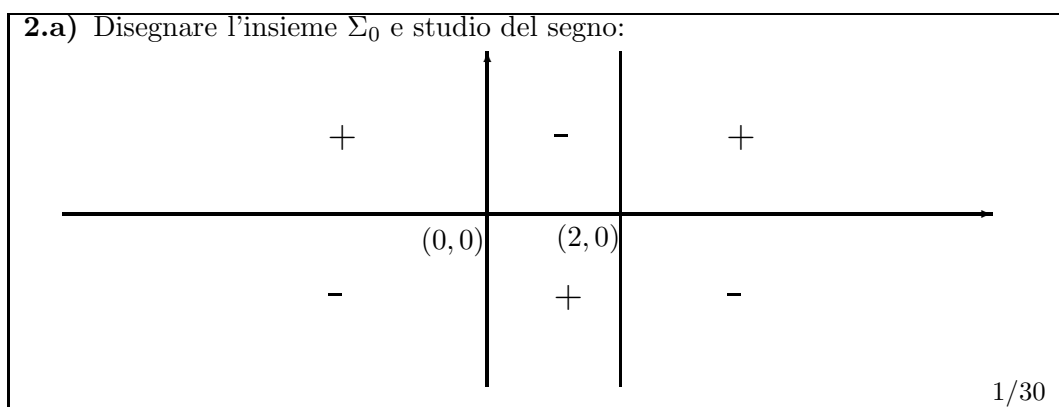 2.a) Disegnare l'insieme Σ₀ e studio del segno:
+ - +
(0, 0) (2, 0)
- + -
1/30